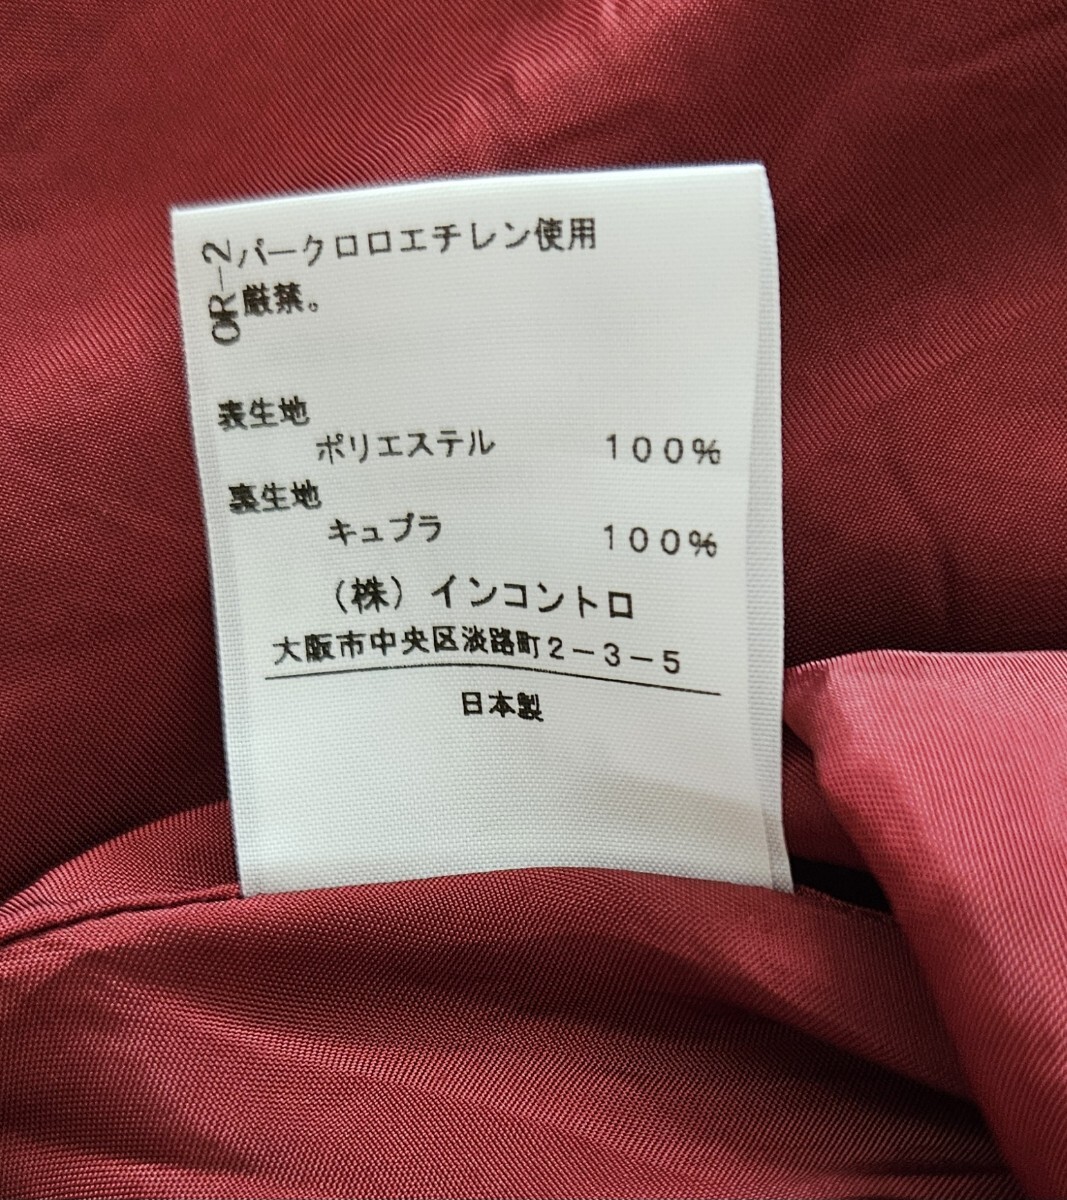 OR-2
パークロロエチレン使用
厳禁。
表生地
ポリエステル 100%
裏生地
キュプラ 100%
（株）インコントロ
大阪市中央区淡路町2-3-5
日本製